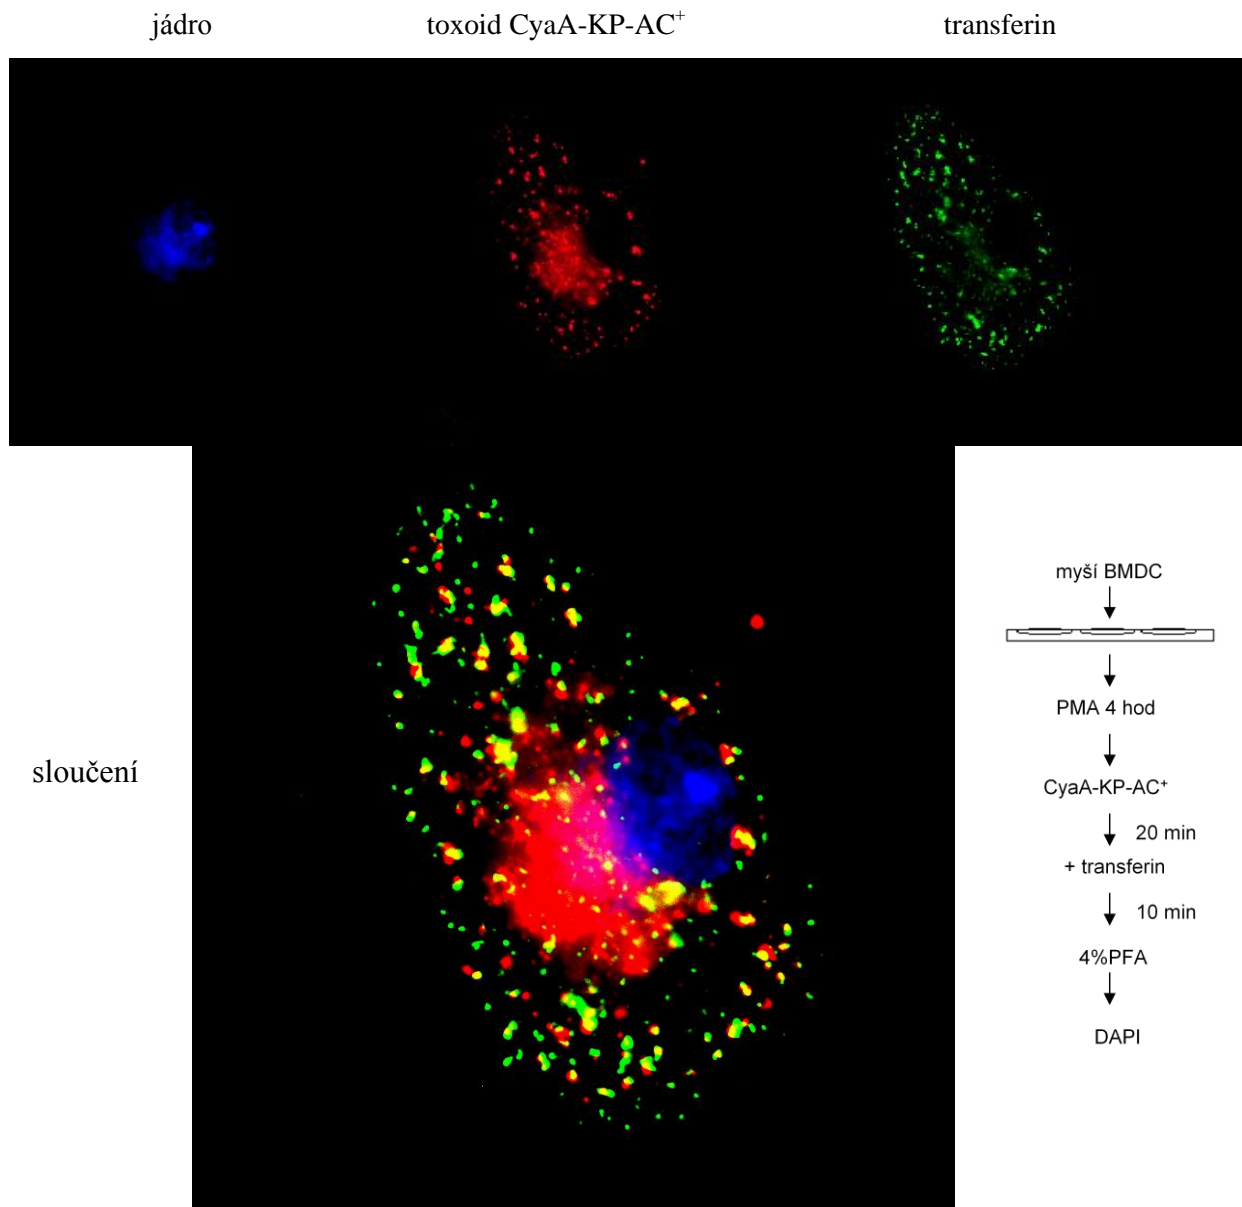 jádro
toxoid CyaA-KP-AC⁺
transferin
sloučení
myší BMDC
PMA 4 hod
CyaA-KP-AC⁺
20 min
+ transferin
10 min
4%PFA
DAPI